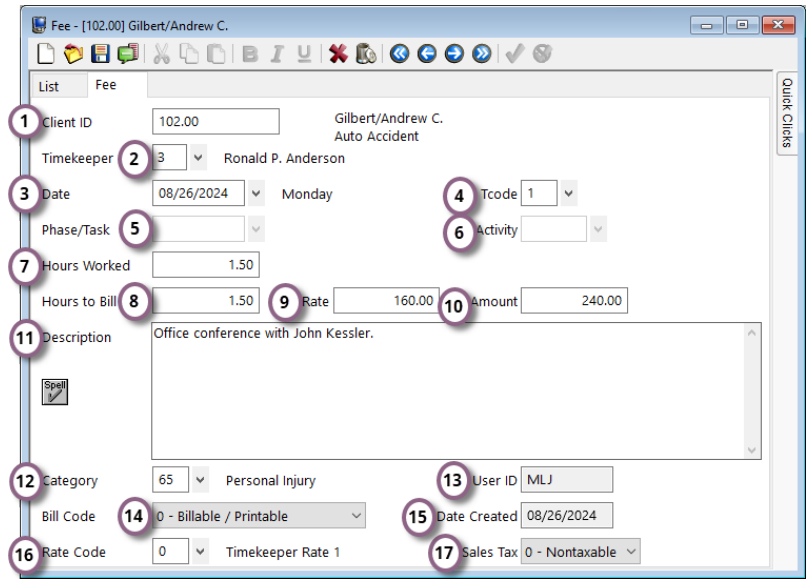 Fee - [102.00] Gilbert/Andrew C.
B I U
List Fee
Quick Clicks
1 Client ID 102.00 Gilbert/Andrew C.
Auto Accident
Timekeeper 2 3 Ronald P. Anderson
3 Date 08/26/2024 Monday 4 Tcode 1
Phase/Task 5 6 Activity
7 Hours Worked 1.50
Hours to Bill 8 1.50 9 Rate 160.00 10 Amount 240.00
11 Description Office conference with John Kessler.
Spell
12 Category 65 Personal Injury 13 User ID MLJ
Bill Code 14 0 - Billable / Printable 15 Date Created 08/26/2024
16 Rate Code 0 Timekeeper Rate 1 17 Sales Tax 0 - Nontaxable